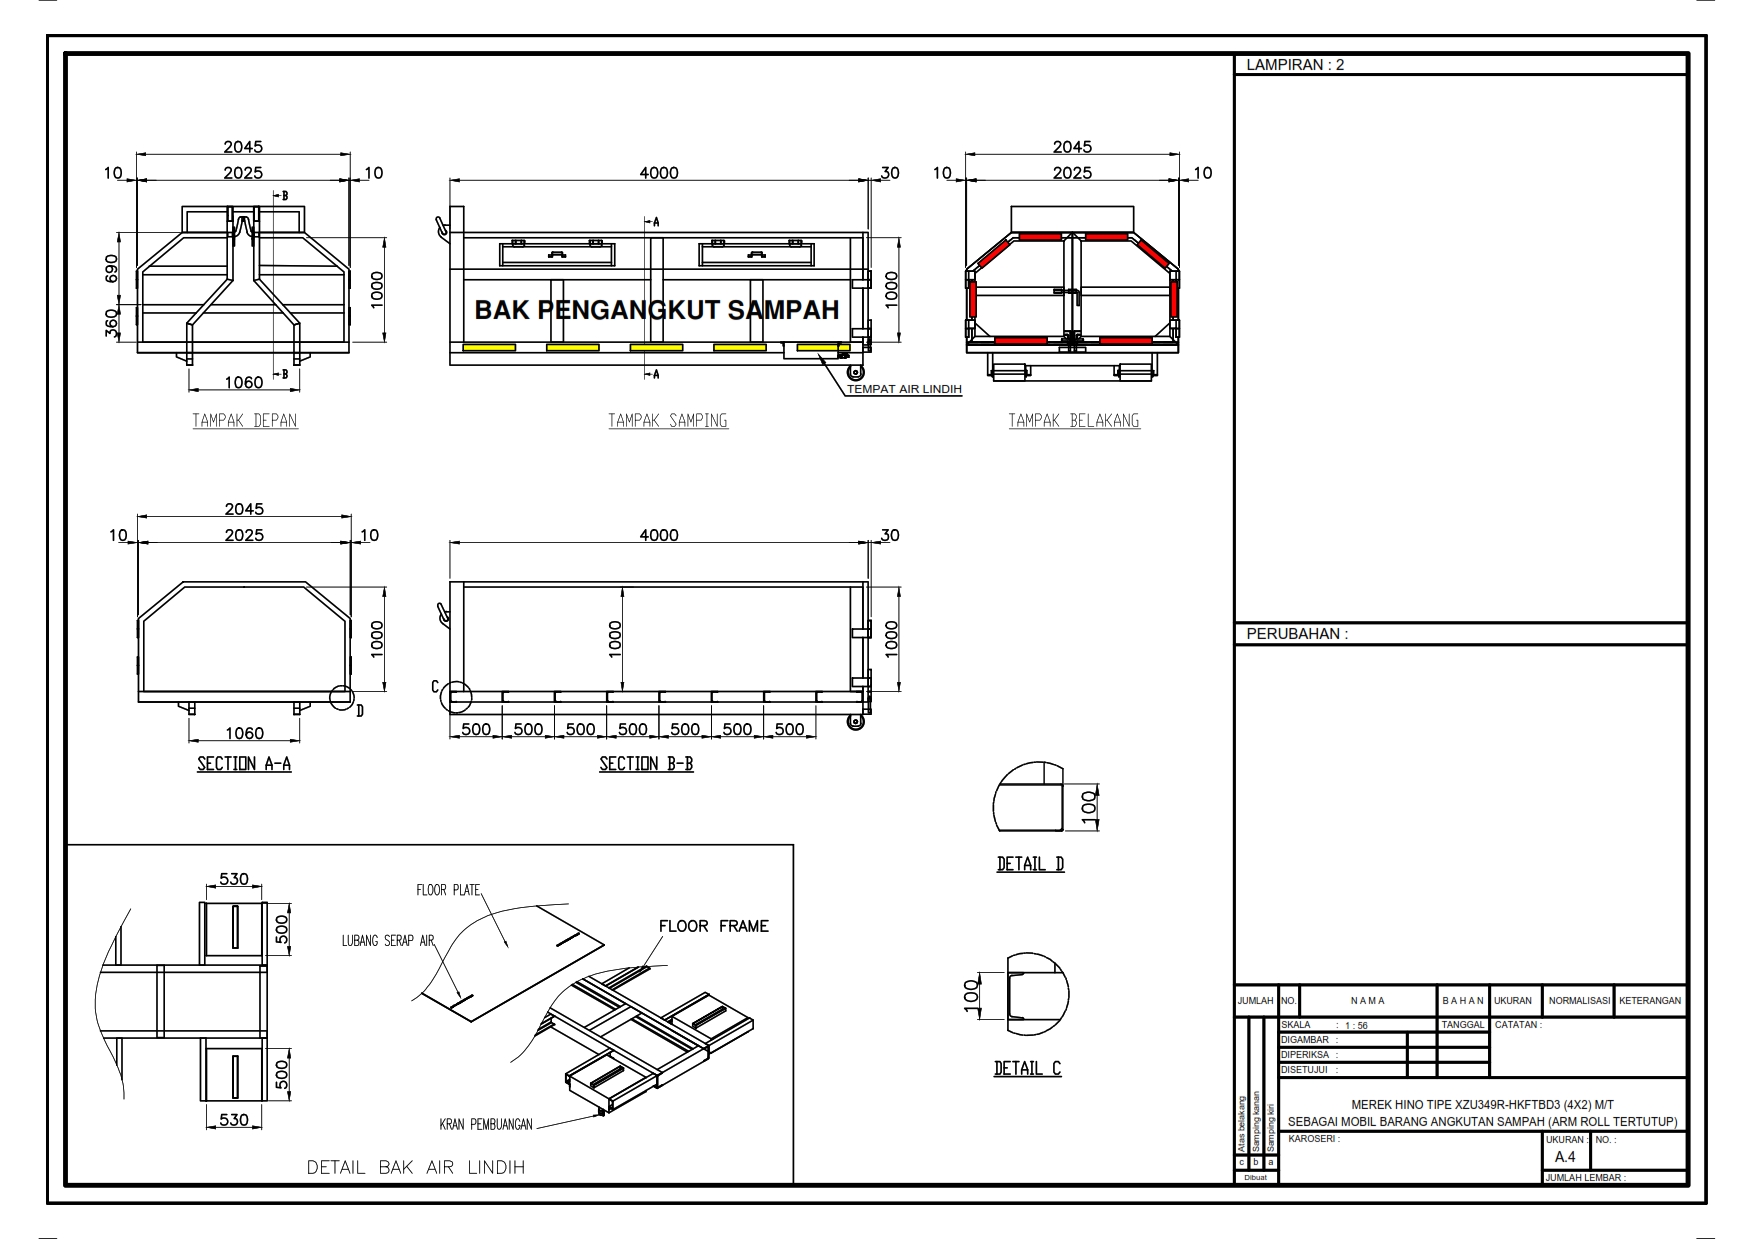 LAMPIRAN : 2
2045
10 2025 10
B
690
360
1000
B
1060
TAMPAK DEPAN
4000 30
A
1000
BAK PENGANGKUT SAMPAH
A
TEMPAT AIR LINDIH
TAMPAK SAMPING
2045
10 2025 10
TAMPAK BELAKANG
2045
10 2025 10
1000
D
1060
SECTION A-A
4000 30
1000
1000
C
500 500 500 500 500 500 500
SECTION B-B
100
DETAIL D
100
DETAIL C
530
500
500
530
FLOOR PLATE
LUBANG SERAP AIR
FLOOR FRAME
KRAN PEMBUANGAN
DETAIL BAK AIR LINDIH
PERUBAHAN :
JUMLAH NO. N A M A B A H A N UKURAN NORMALISASI KETERANGAN
SKALA : 1 : 56 TANGGAL CATATAN :
DIGAMBAR :
DIPERIKSA :
DISETUJUI :
Atas belakang
Samping kanan
Samping kiri
c b a
Dibuat
MEREK HINO TIPE XZU349R-HKFTBD3 (4X2) M/T
SEBAGAI MOBIL BARANG ANGKUTAN SAMPAH (ARM ROLL TERTUTUP)
KAROSERI :
UKURAN : NO. :
A.4
JUMLAH LEMBAR :